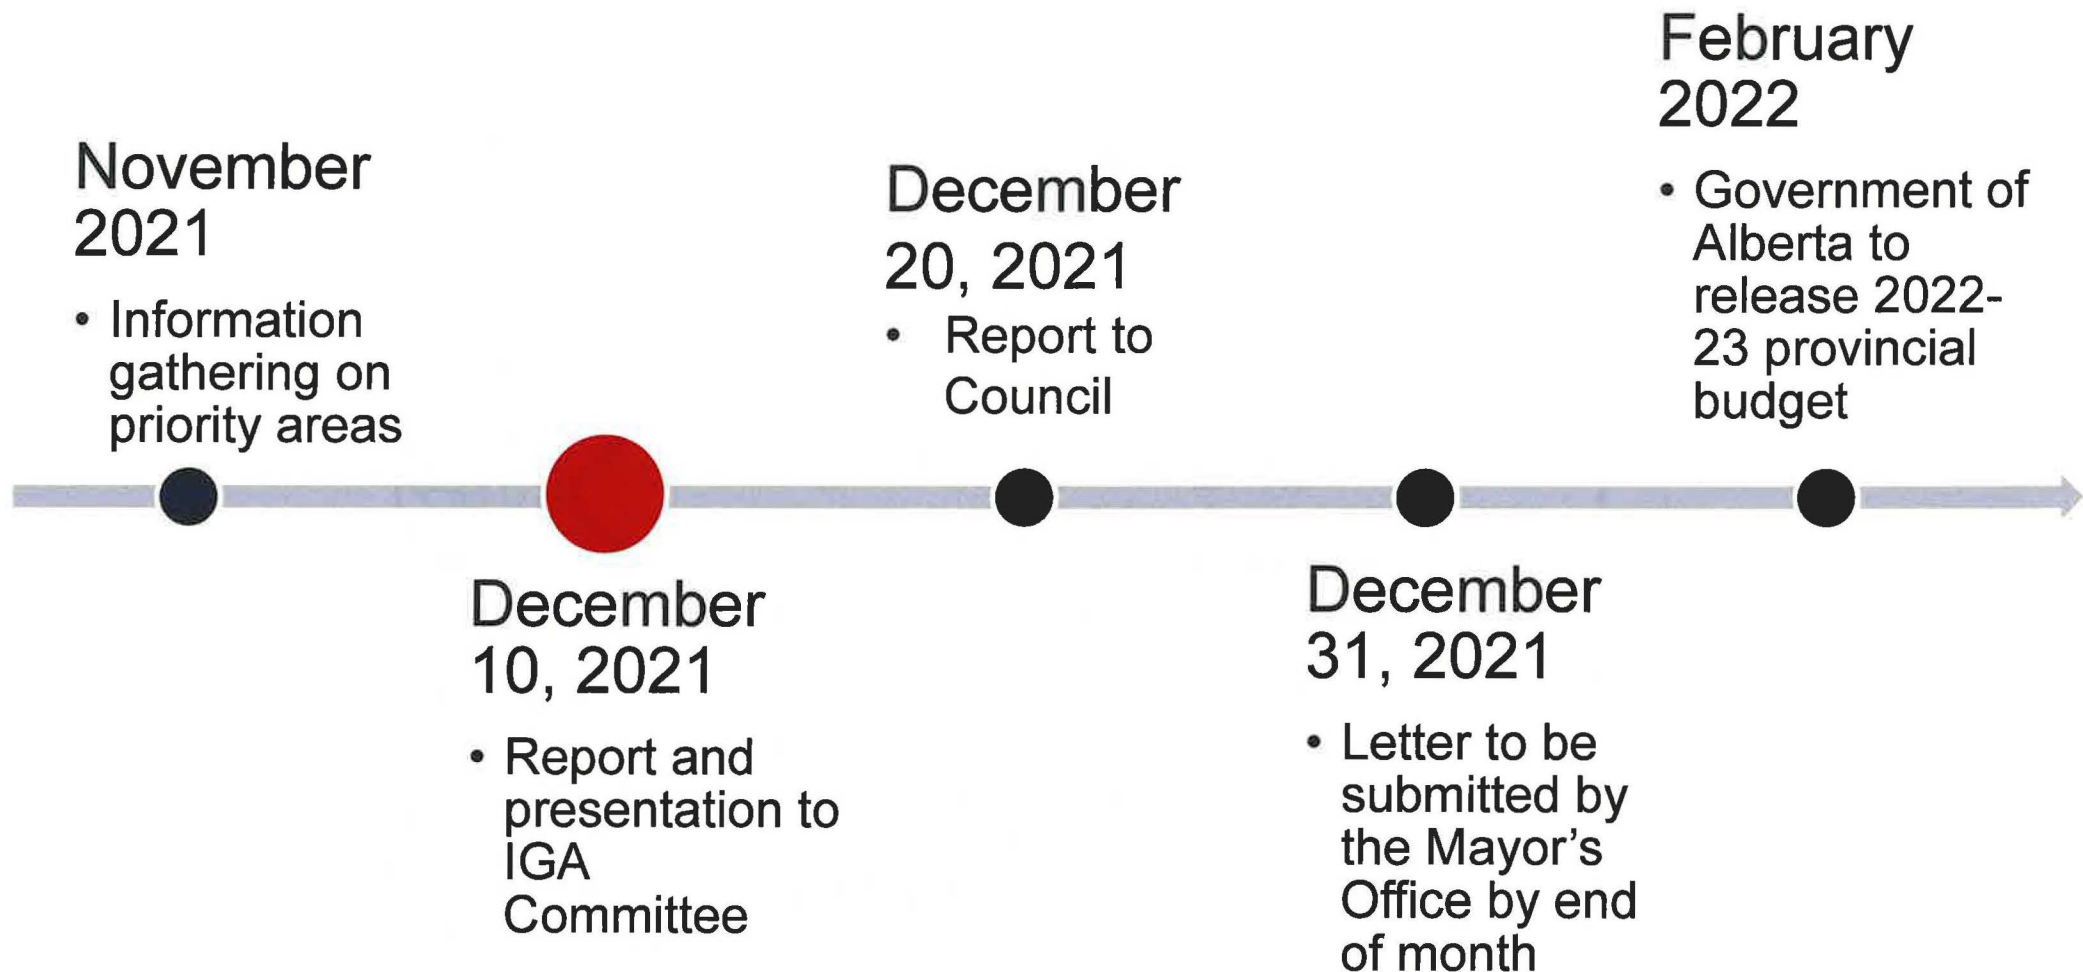 November
2021
• Information
gathering on
priority areas
December
10, 2021
• Report and
presentation to
IGA
Committee
December
20, 2021
• Report to
Council
December
31, 2021
• Letter to be
submitted by
the Mayor’s
Office by end
of month
February
2022
• Government of
Alberta to
release 2022-
23 provincial
budget